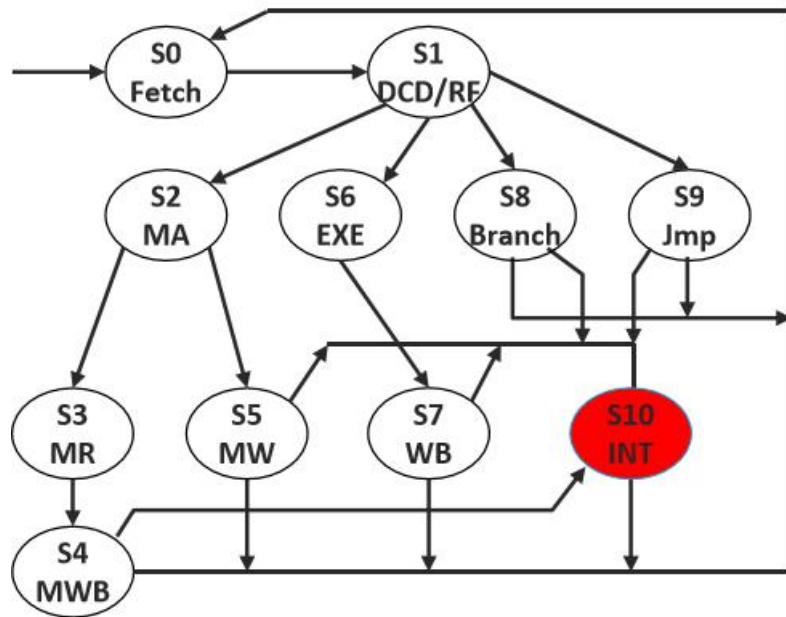 S0
Fetch
S1
DCD/RF
S2
MA
S6
EXE
S8
Branch
S9
Jmp
S3
MR
S5
MW
S7
WB
S10
INT
S4
MWB